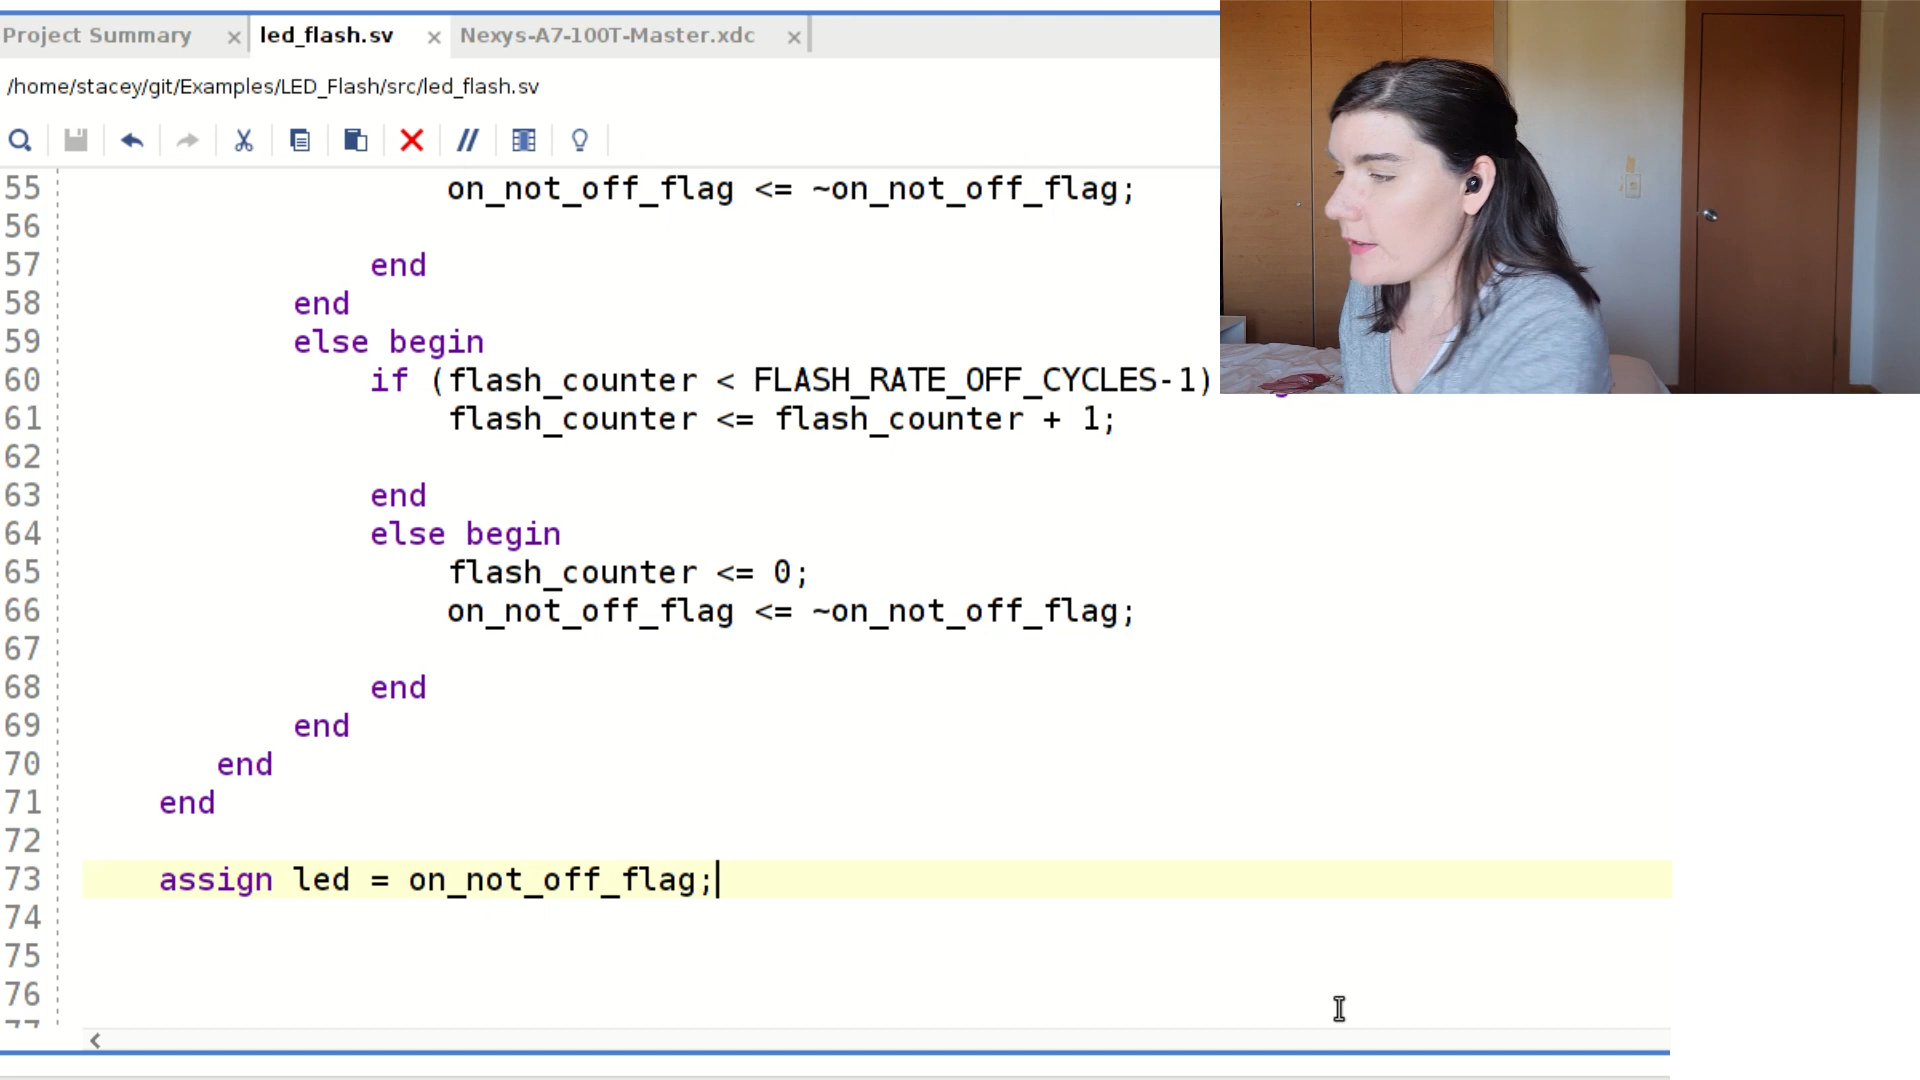 Project Summary led_flash.sv Nexys-A7-100T-Master.xdc
/home/stacey/git/Examples/LED_Flash/src/led_flash.sv
55 on_not_off_flag <= ~on_not_off_flag;
56
57 end
58 end
59 else begin
60 if (flash_counter < FLASH_RATE_OFF_CYCLES-1)
61 flash_counter <= flash_counter + 1;
62
63 end
64 else begin
65 flash_counter <= 0;
66 on_not_off_flag <= ~on_not_off_flag;
67
68 end
69 end
70 end
71 end
72
73 assign led = on_not_off_flag;
74
75
76